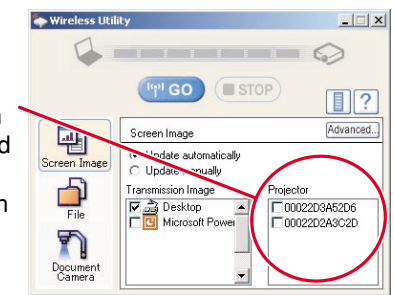 Wireless Utility
GO
STOP
?
Screen Image
Advanced...
Update automatically
Update manually
Screen Image
Transmission Image
Projector
Desktop
00022D3A52D6
Microsoft Power
00022D2A3C2D
File
Document
Camera
n
d
n